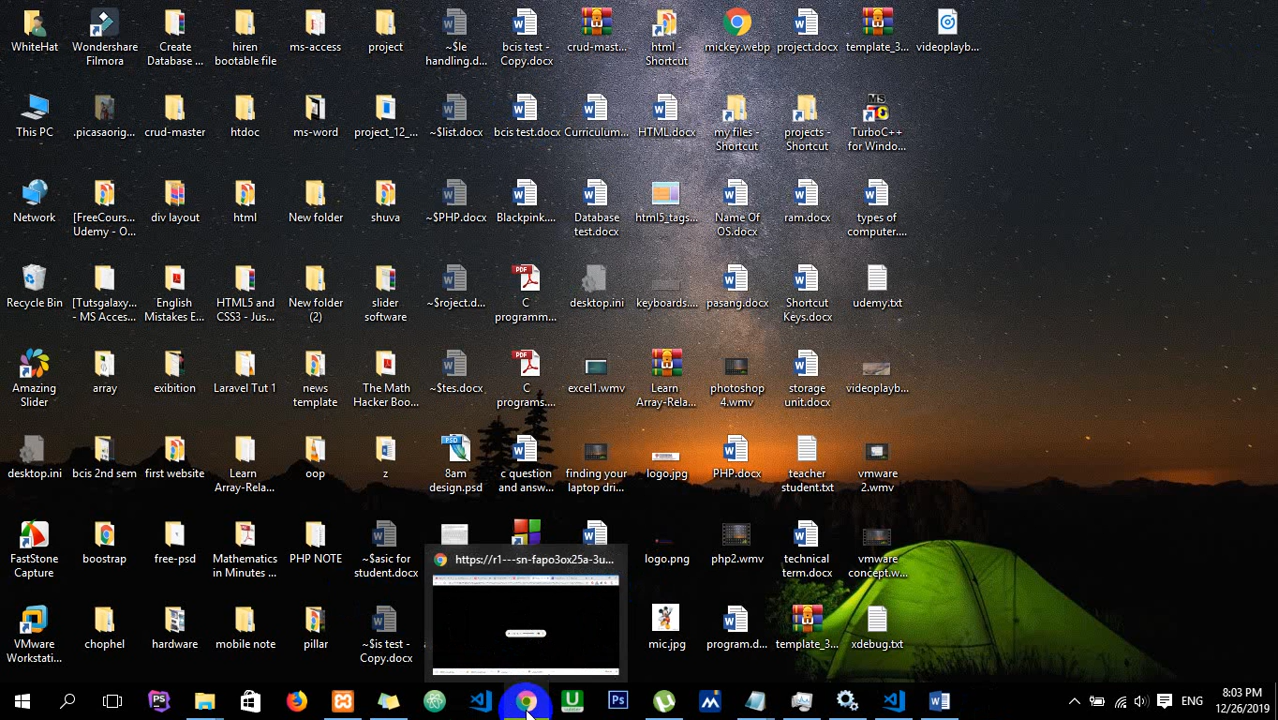 WhiteHat
Wondershare
Filmora
Create
Database ...
hiren
bootable file
ms-access
project
~$le
handling.d...
bcis test -
Copy.docx
crud-mast...
html -
Shortcut
mickey.webp
project.docx
template_3...
videoplayb...
This PC
.picasaorig...
crud-master
htdoc
ms-word
project_12_...
~$list.docx
bcis test.docx
Curriculum...
HTML.docx
my files -
Shortcut
projects -
Shortcut
MS
TurboC++
for Windo...
Network
[FreeCours...
Udemy - O...
div layout
html
New folder
shuva
~$PHP.docx
Blackpink....
Database
test.docx
html5_tags...
Name Of
OS.docx
ram.docx
types of
computer....
Recycle Bin
[Tutsgalaxy...
- MS Acces...
English
Mistakes E...
HTML5 and
CSS3 - Jus...
New folder
(2)
slider
software
~$roject.d...
PDF
C
programm...
desktop.ini
keyboards....
pasang.docx
Shortcut
Keys.docx
udemy.txt
Amazing
Slider
array
exibition
Laravel Tut 1
news
template
The Math
Hacker Boo...
~$tes.docx
PDF
C
programs....
excel1.wmv
Learn
Array-Rela...
photoshop
4.wmv
storage
unit.docx
videoplayb...
desktop.ini
bcis 2nd sem
first website
Learn
Array-Rela...
oop
z
PSD
8am
design.psd
c question
and answ...
finding your
laptop dri...
logo.jpg
PHP.docx
teacher
student.txt
vmware
2.wmv
FastStone
Capture
bootstrap
free-psd
Mathematics
in Minutes ...
PHP NOTE
~$asic for
student.docx
https://r1---sn-fapo3ox25a-3u...
logo.png
php2.wmv
technical
term.docx
vmware
concept.w...
VMware
Workstati...
chophel
hardware
mobile note
pillar
~$is test -
Copy.docx
mic.jpg
program.d...
template_3...
xdebug.txt
PS
U
Ps
ENG
8:03 PM
12/26/2019